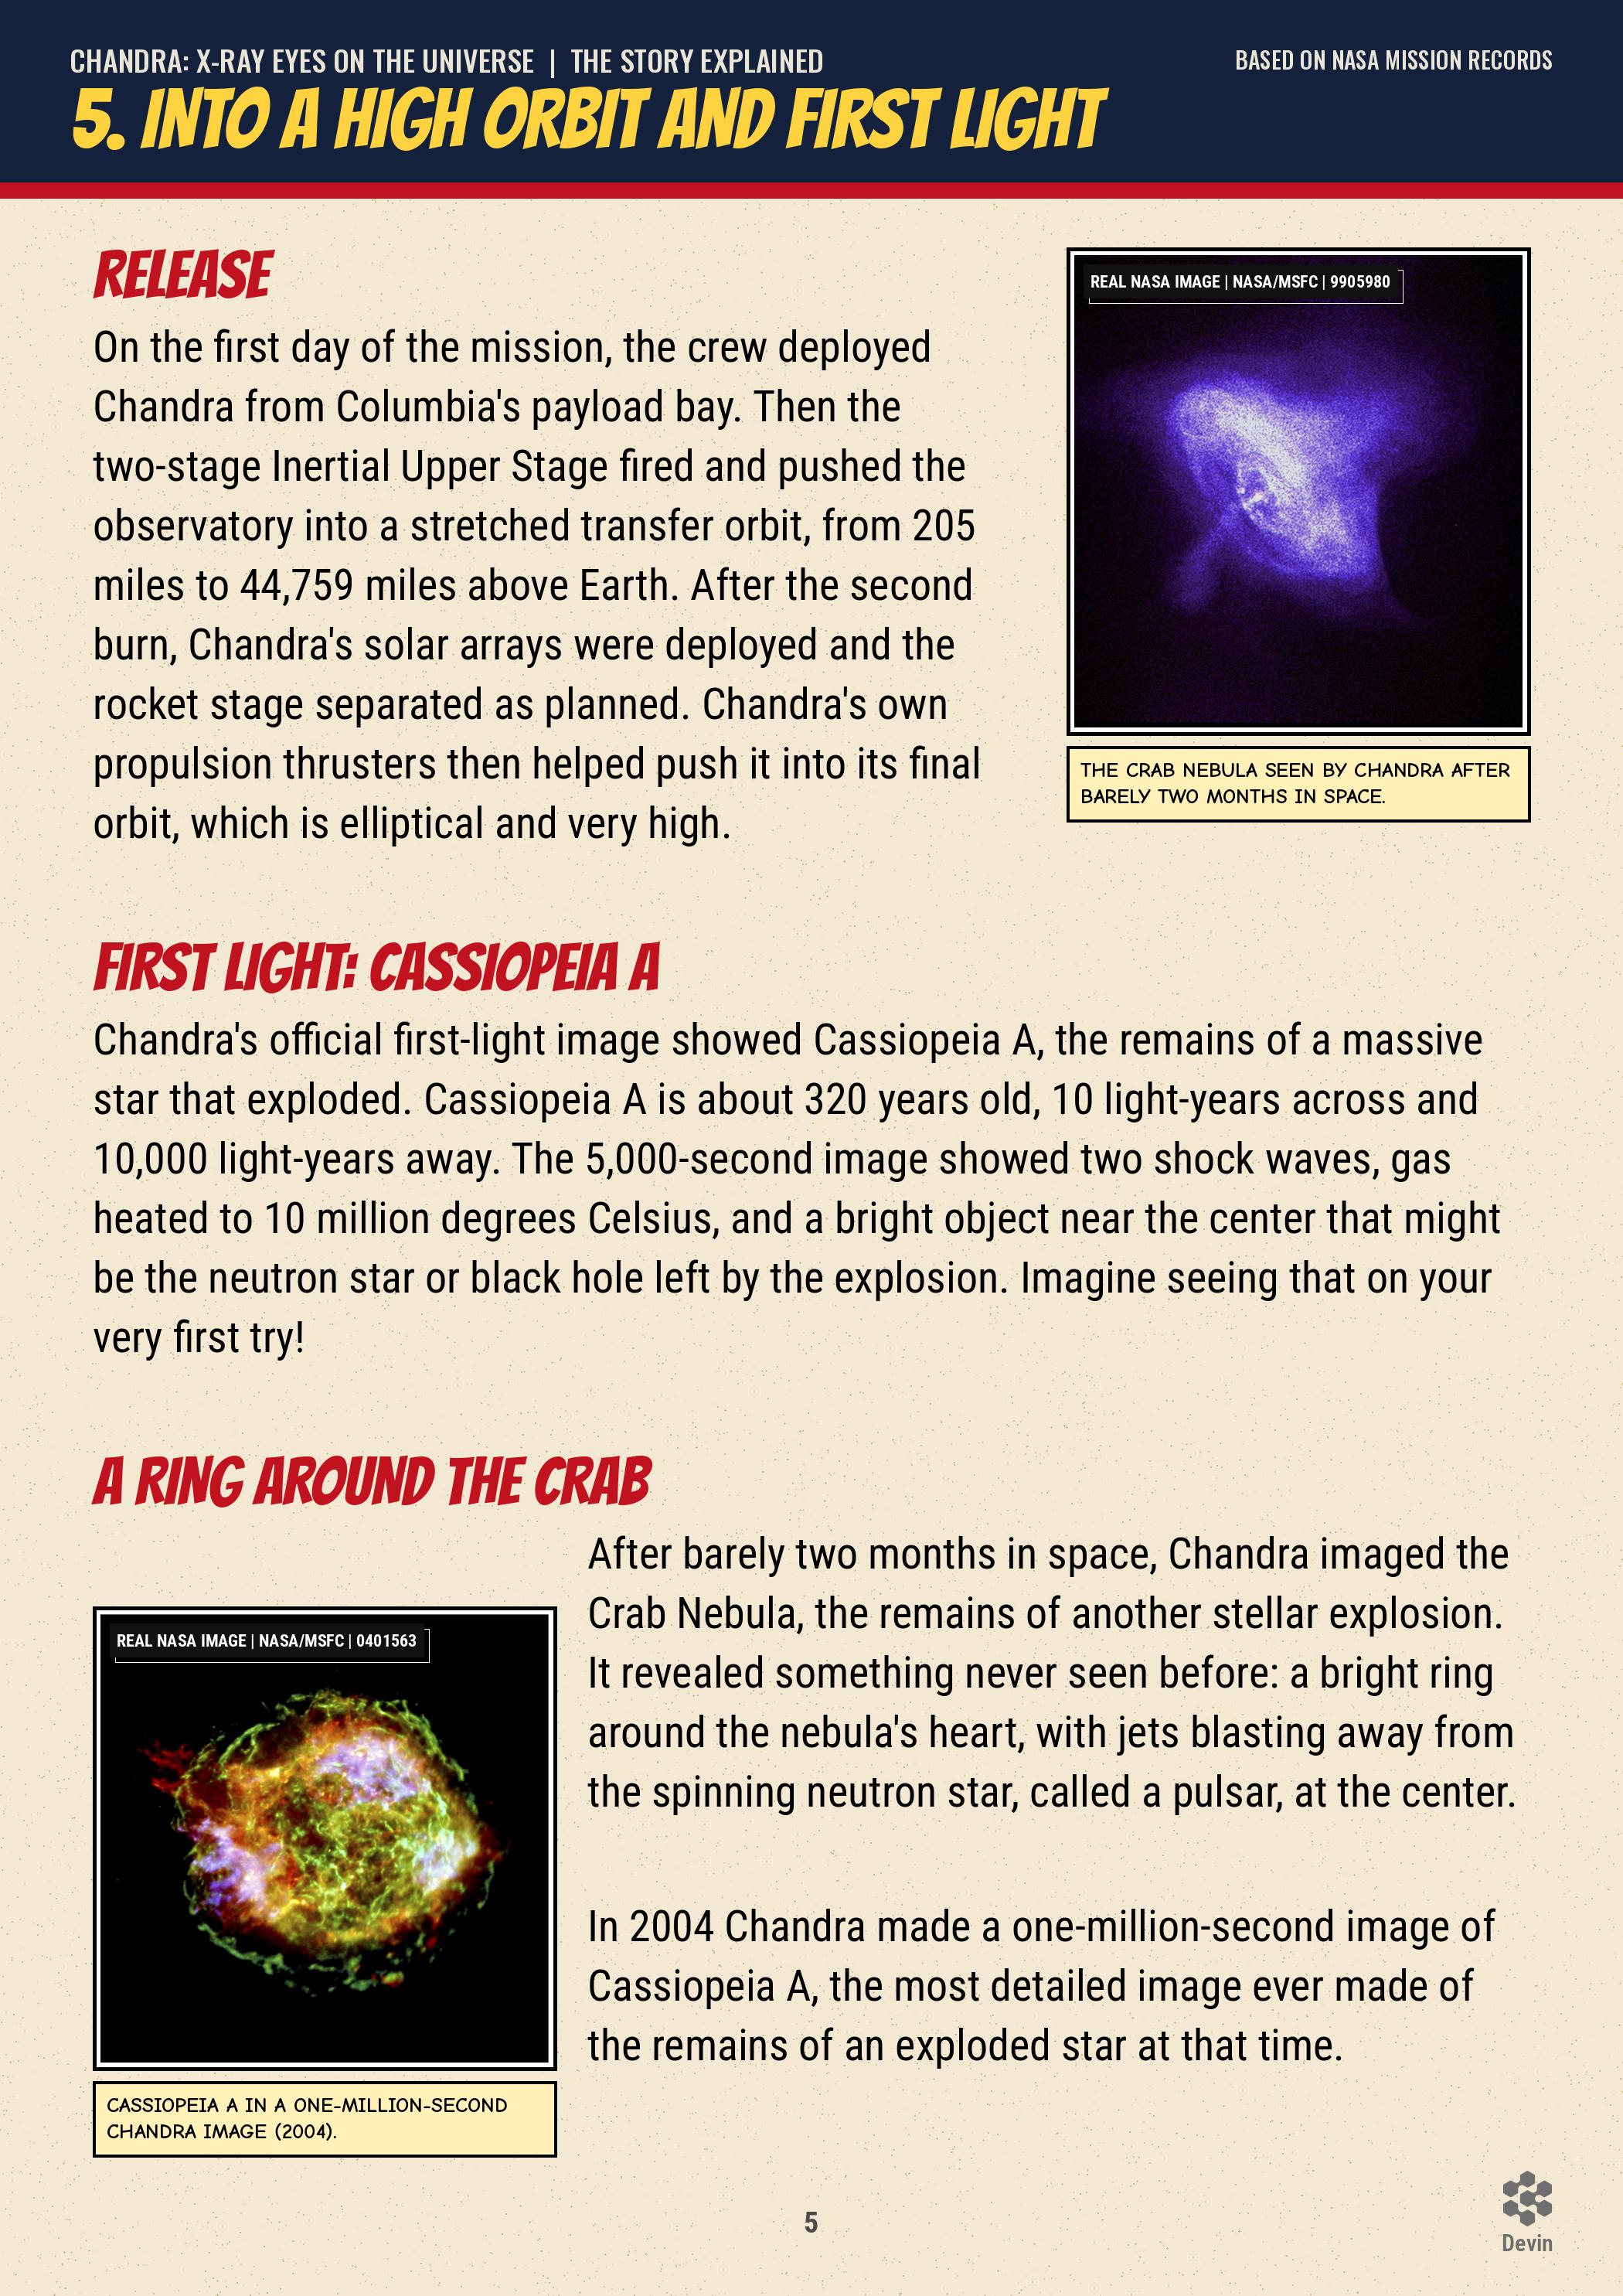 CHANDRA: X-RAY EYES ON THE UNIVERSE | THE STORY EXPLAINED
BASED ON NASA MISSION RECORDS
5. INTO A HIGH ORBIT AND FIRST LIGHT
RELEASE
On the first day of the mission, the crew deployed
Chandra from Columbia's payload bay. Then the
two-stage Inertial Upper Stage fired and pushed the
observatory into a stretched transfer orbit, from 205
miles to 44,759 miles above Earth. After the second
burn, Chandra's solar arrays were deployed and the
rocket stage separated as planned. Chandra's own
propulsion thrusters then helped push it into its final
orbit, which is elliptical and very high.
REAL NASA IMAGE | NASA/MSFC | 9905980
THE CRAB NEBULA SEEN BY CHANDRA AFTER
BARELY TWO MONTHS IN SPACE.
FIRST LIGHT: CASSIOPEIA A
Chandra's official first-light image showed Cassiopeia A, the remains of a massive
star that exploded. Cassiopeia A is about 320 years old, 10 light-years across and
10,000 light-years away. The 5,000-second image showed two shock waves, gas
heated to 10 million degrees Celsius, and a bright object near the center that might
be the neutron star or black hole left by the explosion. Imagine seeing that on your
very first try!
A RING AROUND THE CRAB
After barely two months in space, Chandra imaged the
Crab Nebula, the remains of another stellar explosion.
It revealed something never seen before: a bright ring
around the nebula's heart, with jets blasting away from
the spinning neutron star, called a pulsar, at the center.
In 2004 Chandra made a one-million-second image of
Cassiopeia A, the most detailed image ever made of
the remains of an exploded star at that time.
REAL NASA IMAGE | NASA/MSFC | 0401563
CASSIOPEIA A IN A ONE-MILLION-SECOND
CHANDRA IMAGE (2004).
5
Devin